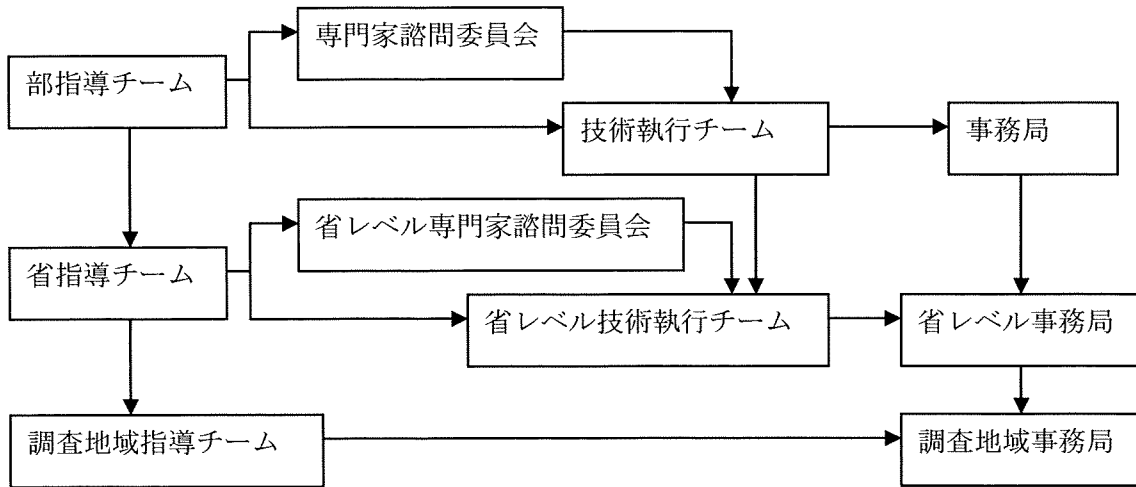 専門家諮問委員会
部指導チーム
技術執行チーム
事務局
省レベル専門家諮問委員会
省指導チーム
省レベル技術執行チーム
省レベル事務局
調査地域指導チーム
調査地域事務局